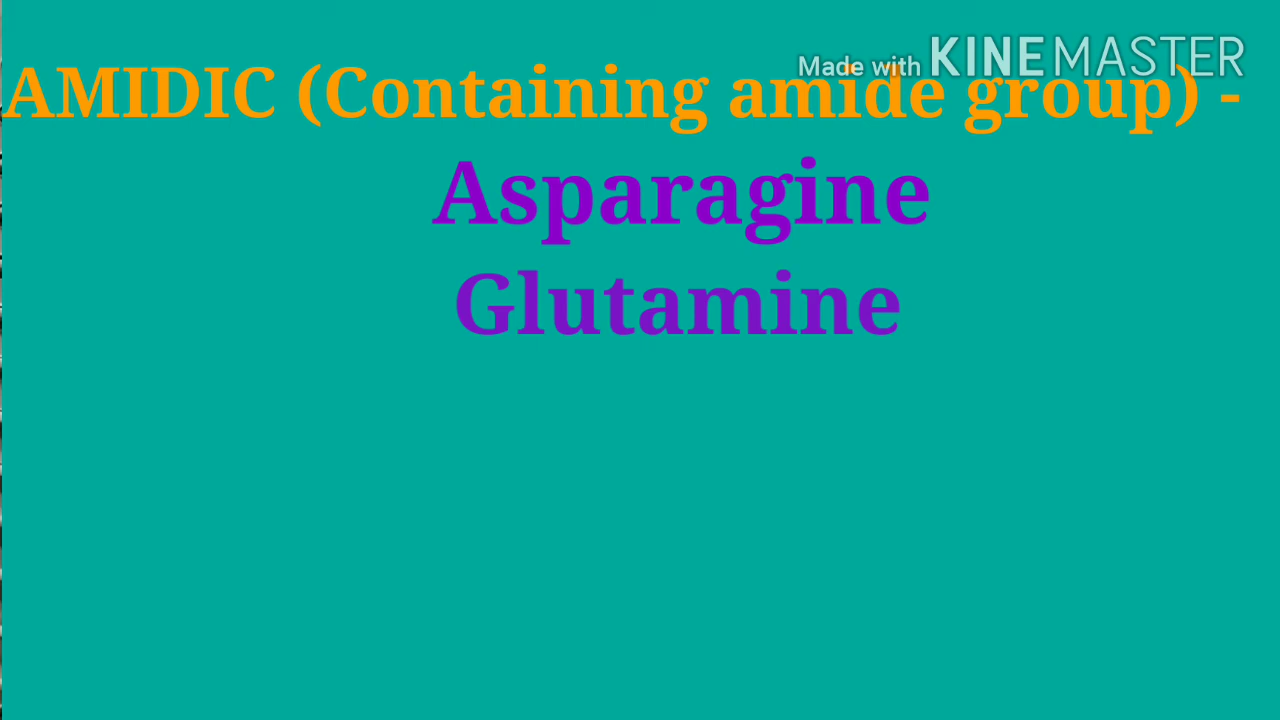 Made with KINEMASTER
AMIDIC (Containing amide group) -
Asparagine
Glutamine